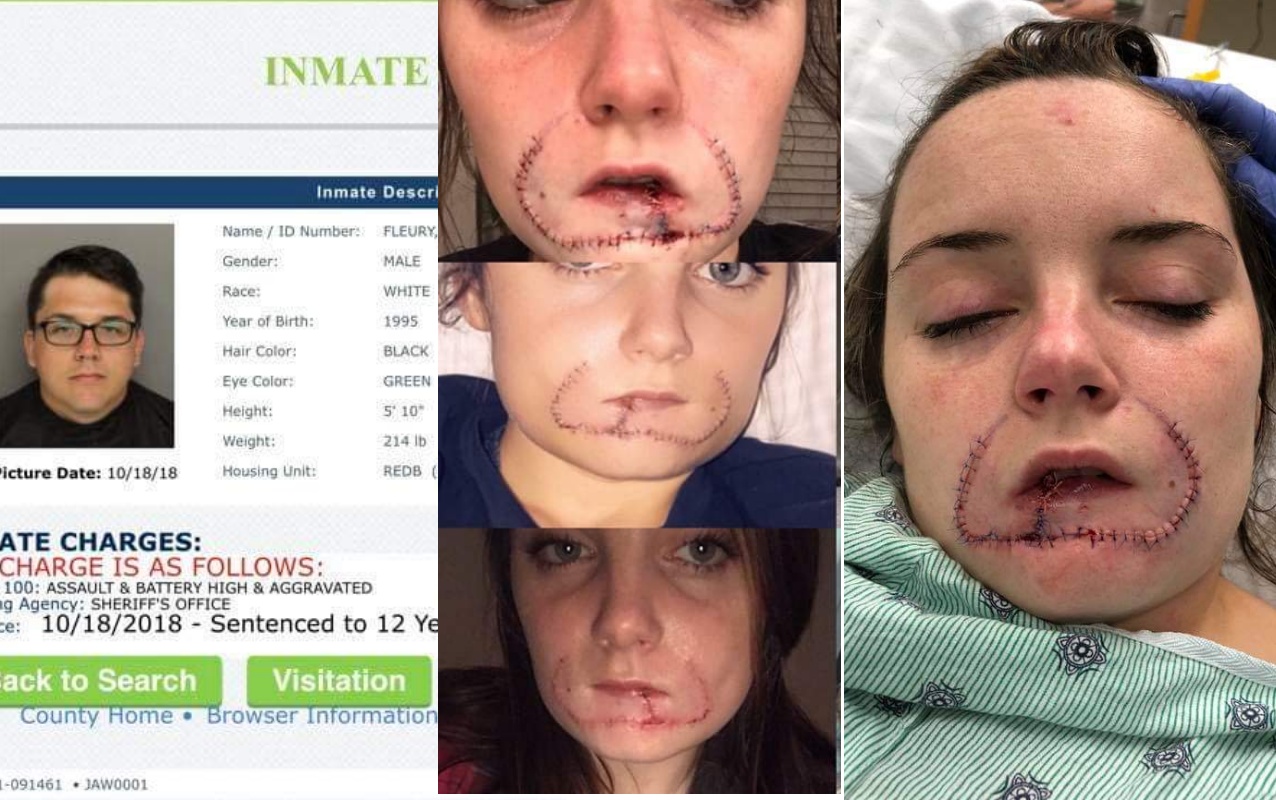 INMATE
Inmate Descri
Name / ID Number: FLEURY,
Gender: MALE
Race: WHITE
Year of Birth: 1995
Hair Color: BLACK
Eye Color: GREEN
Height: 5' 10"
Weight: 214 lb
Housing Unit: REDB (
Picture Date: 10/18/18
ATE CHARGES:
CHARGE IS AS FOLLOWS:
100: ASSAULT & BATTERY HIGH & AGGRAVATED
ng Agency: SHERIFF'S OFFICE
ce: 10/18/2018 - Sentenced to 12 Ye
Back to Search Visitation
County Home • Browser Information
1-091461 • JAW0001